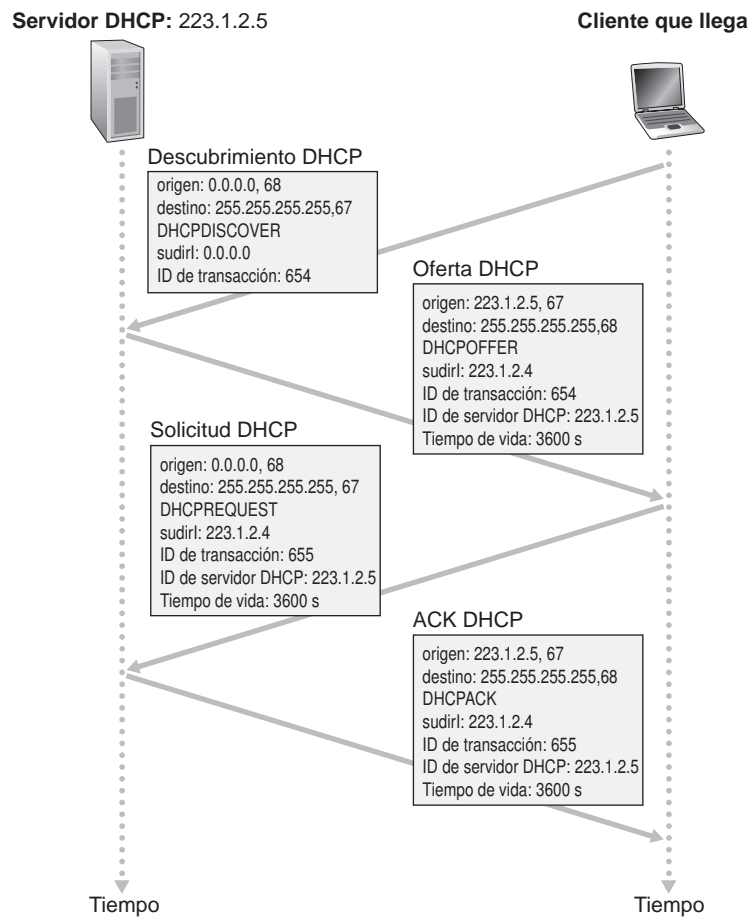 Servidor DHCP: 223.1.2.5
Cliente que llega
Descubrimiento DHCP
origen: 0.0.0.0, 68
destino: 255.255.255.255,67
DHCPDISCOVER
sudirI: 0.0.0.0
ID de transacción: 654
Oferta DHCP
origen: 223.1.2.5, 67
destino: 255.255.255.255,68
DHCPOFFER
sudirI: 223.1.2.4
ID de transacción: 654
ID de servidor DHCP: 223.1.2.5
Tiempo de vida: 3600 s
Solicitud DHCP
origen: 0.0.0.0, 68
destino: 255.255.255.255, 67
DHCPREQUEST
sudirI: 223.1.2.4
ID de transacción: 655
ID de servidor DHCP: 223.1.2.5
Tiempo de vida: 3600 s
ACK DHCP
origen: 223.1.2.5, 67
destino: 255.255.255.255,68
DHCPACK
sudirI: 223.1.2.4
ID de transacción: 655
ID de servidor DHCP: 223.1.2.5
Tiempo de vida: 3600 s
Tiempo
Tiempo